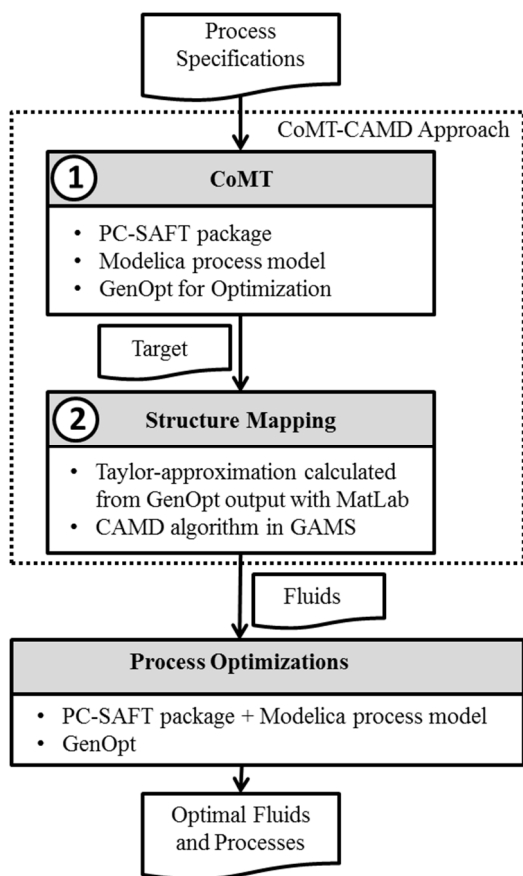 Process
Specifications
CoMT-CAMD Approach
1
CoMT
• PC-SAFT package
• Modelica process model
• GenOpt for Optimization
Target
2
Structure Mapping
• Taylor-approximation calculated
from GenOpt output with MatLab
• CAMD algorithm in GAMS
Fluids
Process Optimizations
• PC-SAFT package + Modelica process model
• GenOpt
Optimal Fluids
and Processes